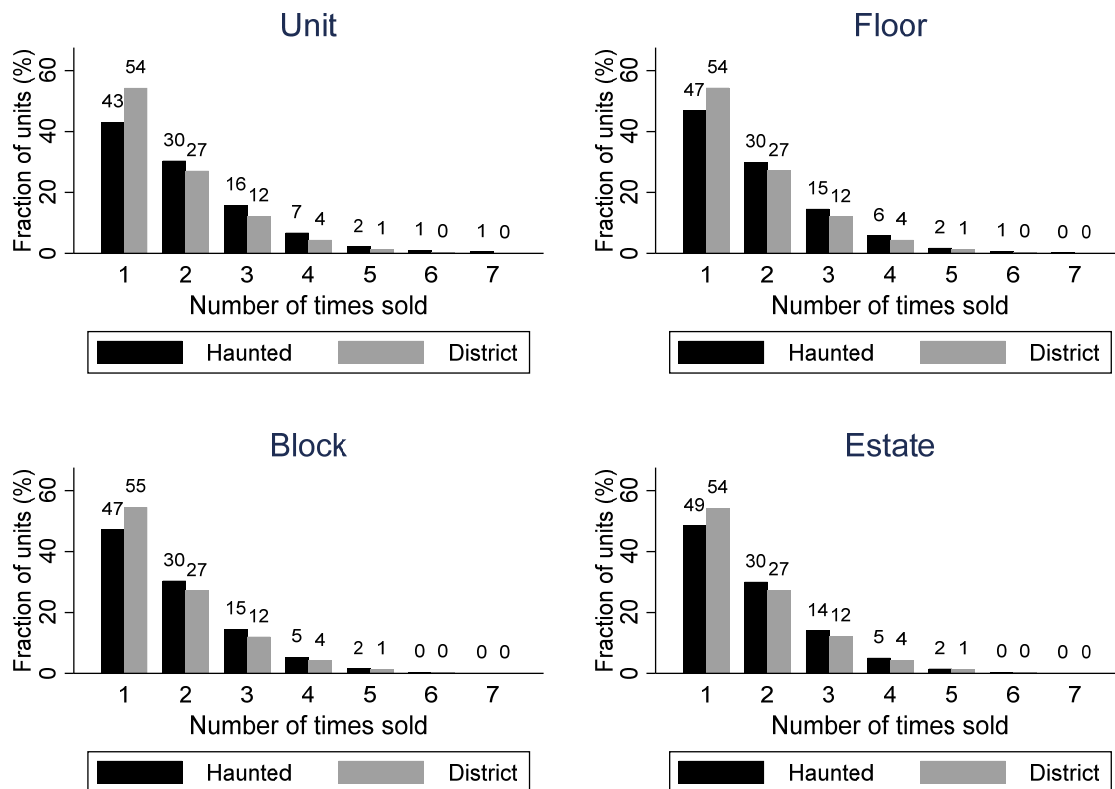 Unit
Fraction of units (%)
0 20 40 60
43 54 30 27 16 12 7 4 2 1 1 0 1 0
1 2 3 4 5 6 7
Number of times sold
Haunted District
Floor
Fraction of units (%)
0 20 40 60
47 54 30 27 15 12 6 4 2 1 1 0 0 0
1 2 3 4 5 6 7
Number of times sold
Haunted District
Block
Fraction of units (%)
0 20 40 60
47 55 30 27 15 12 5 4 2 1 0 0 0 0
1 2 3 4 5 6 7
Number of times sold
Haunted District
Estate
Fraction of units (%)
0 20 40 60
49 54 30 27 14 12 5 4 2 1 0 0 0 0
1 2 3 4 5 6 7
Number of times sold
Haunted District